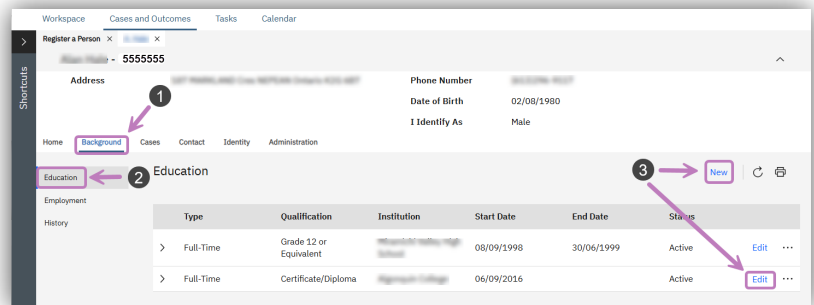 Workspace Cases and Outcomes Tasks Calendar
Register a Person × ×
- 5555555
Shortcuts
Address Phone Number
1 Date of Birth 02/08/1980
I Identify As Male
Home Background Cases Contact Identity Administration
Education 2 Education 3 New
Employment
History
Type Qualification Institution Start Date End Date Status
Full-Time Grade 12 or Equivalent 08/09/1998 30/06/1999 Active Edit ...
Full-Time Certificate/Diploma 06/09/2016 Active Edit ...